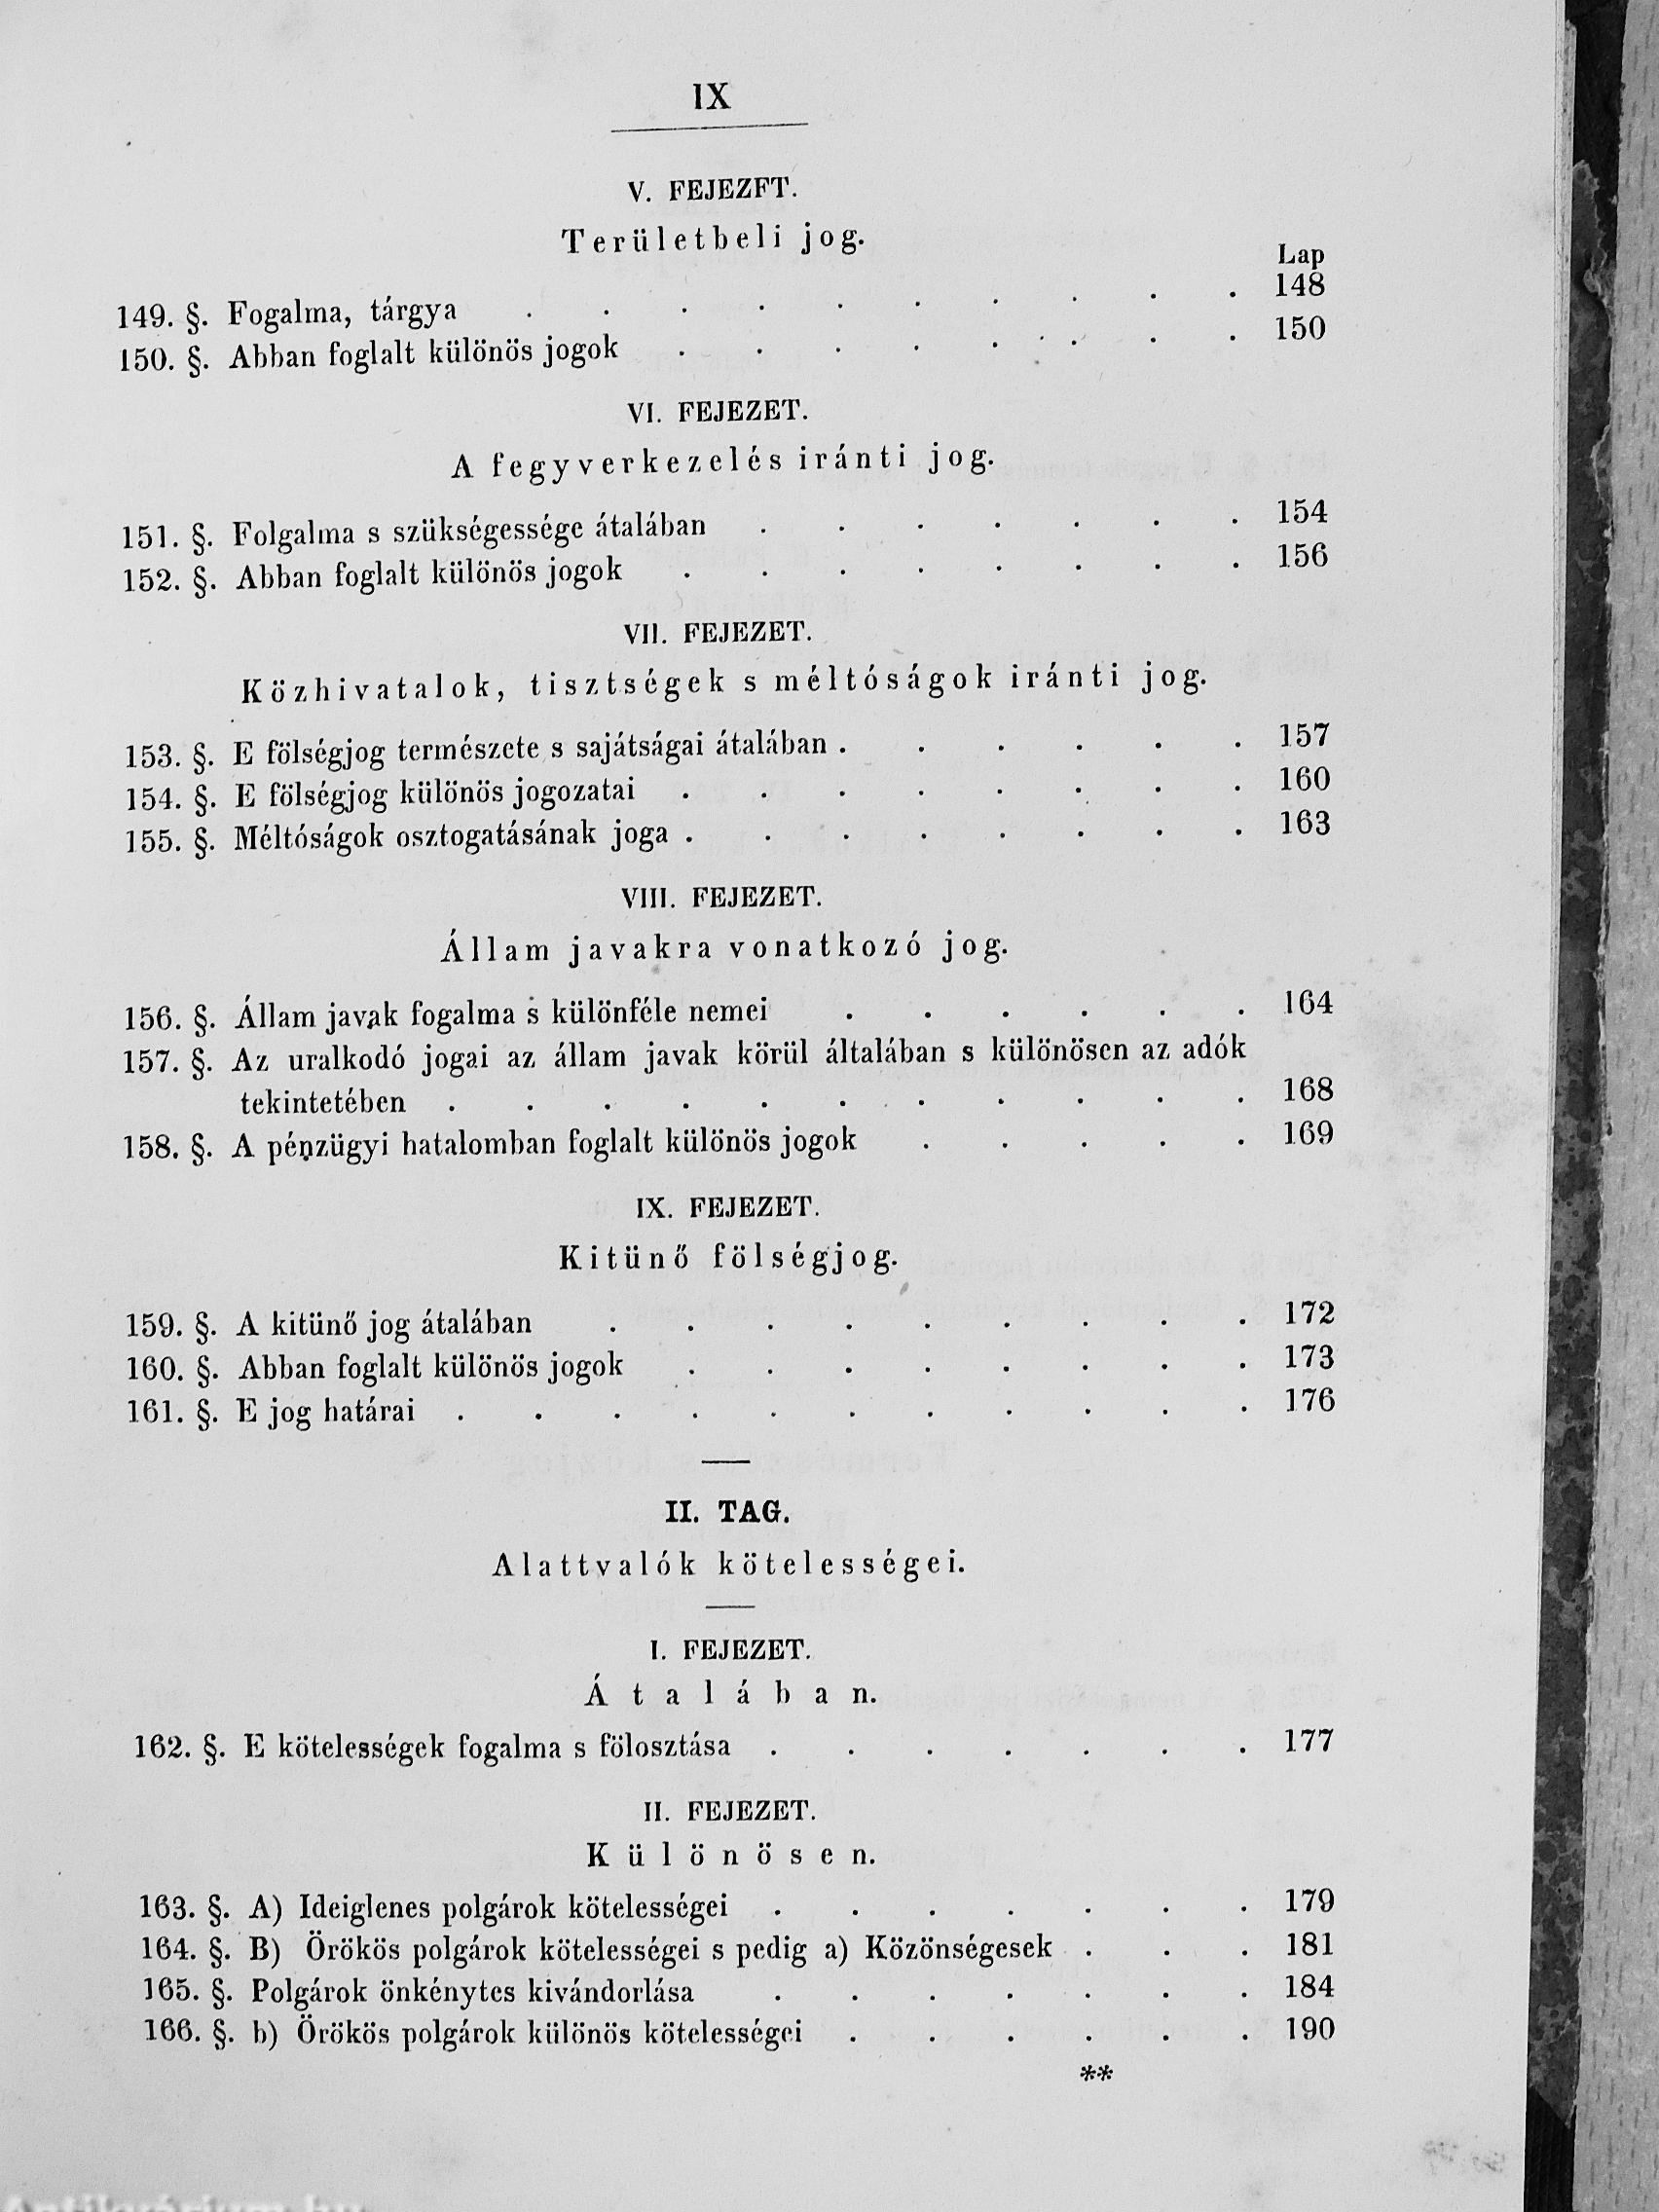 IX
V. FEJEZFT.
Területbeli jog.
Lap
149. §. Fogalma, tárgya . . . . . . . . . . 148
150. §. Abban foglalt különös jogok . . . . . . . . 150
VI. FEJEZET.
A fegyverkezelés iránti jog.
151. §. Folgalma s szükségessége átalában . . . . . . . 154
152. §. Abban foglalt különös jogok . . . . . . . . 156
VII. FEJEZET.
Közhivatalok, tisztségek s méltóságok iránti jog.
153. §. E fölségjog természete s sajátságai átalában . . . . . . 157
154. §. E fölségjog különös jogozatai . . . . . . . . 160
155. §. Méltóságok osztogatásának joga . . . . . . . . 163
VIII. FEJEZET.
Állam javakra vonatkozó jog.
156. §. Állam javak fogalma s különféle nemei . . . . . . 164
157. §. Az uralkodó jogai az állam javak körül általában s különösen az adók
tekintetében . . . . . . . . . . . 168
158. §. A pénzügyi hatalomban foglalt különös jogok . . . . . 169
IX. FEJEZET.
Kitünő fölségjog.
159. §. A kitünő jog átalában . . . . . . . . . 172
160. §. Abban foglalt különös jogok . . . . . . . . 173
161. §. E jog határai . . . . . . . . . . . 176
II. TAG.
Alattvalók kötelességei.
I. FEJEZET.
Átalában.
162. §. E kötelességek fogalma s fölosztása . . . . . . . 177
II. FEJEZET.
Különösen.
163. §. A) Ideiglenes polgárok kötelességei . . . . . . . 179
164. §. B) Örökös polgárok kötelességei s pedig a) Közönségesek . . . 181
165. §. Polgárok önkénytes kivándorlása . . . . . . . 184
166. §. b) Örökös polgárok különös kötelességei . . . . . . 190
**